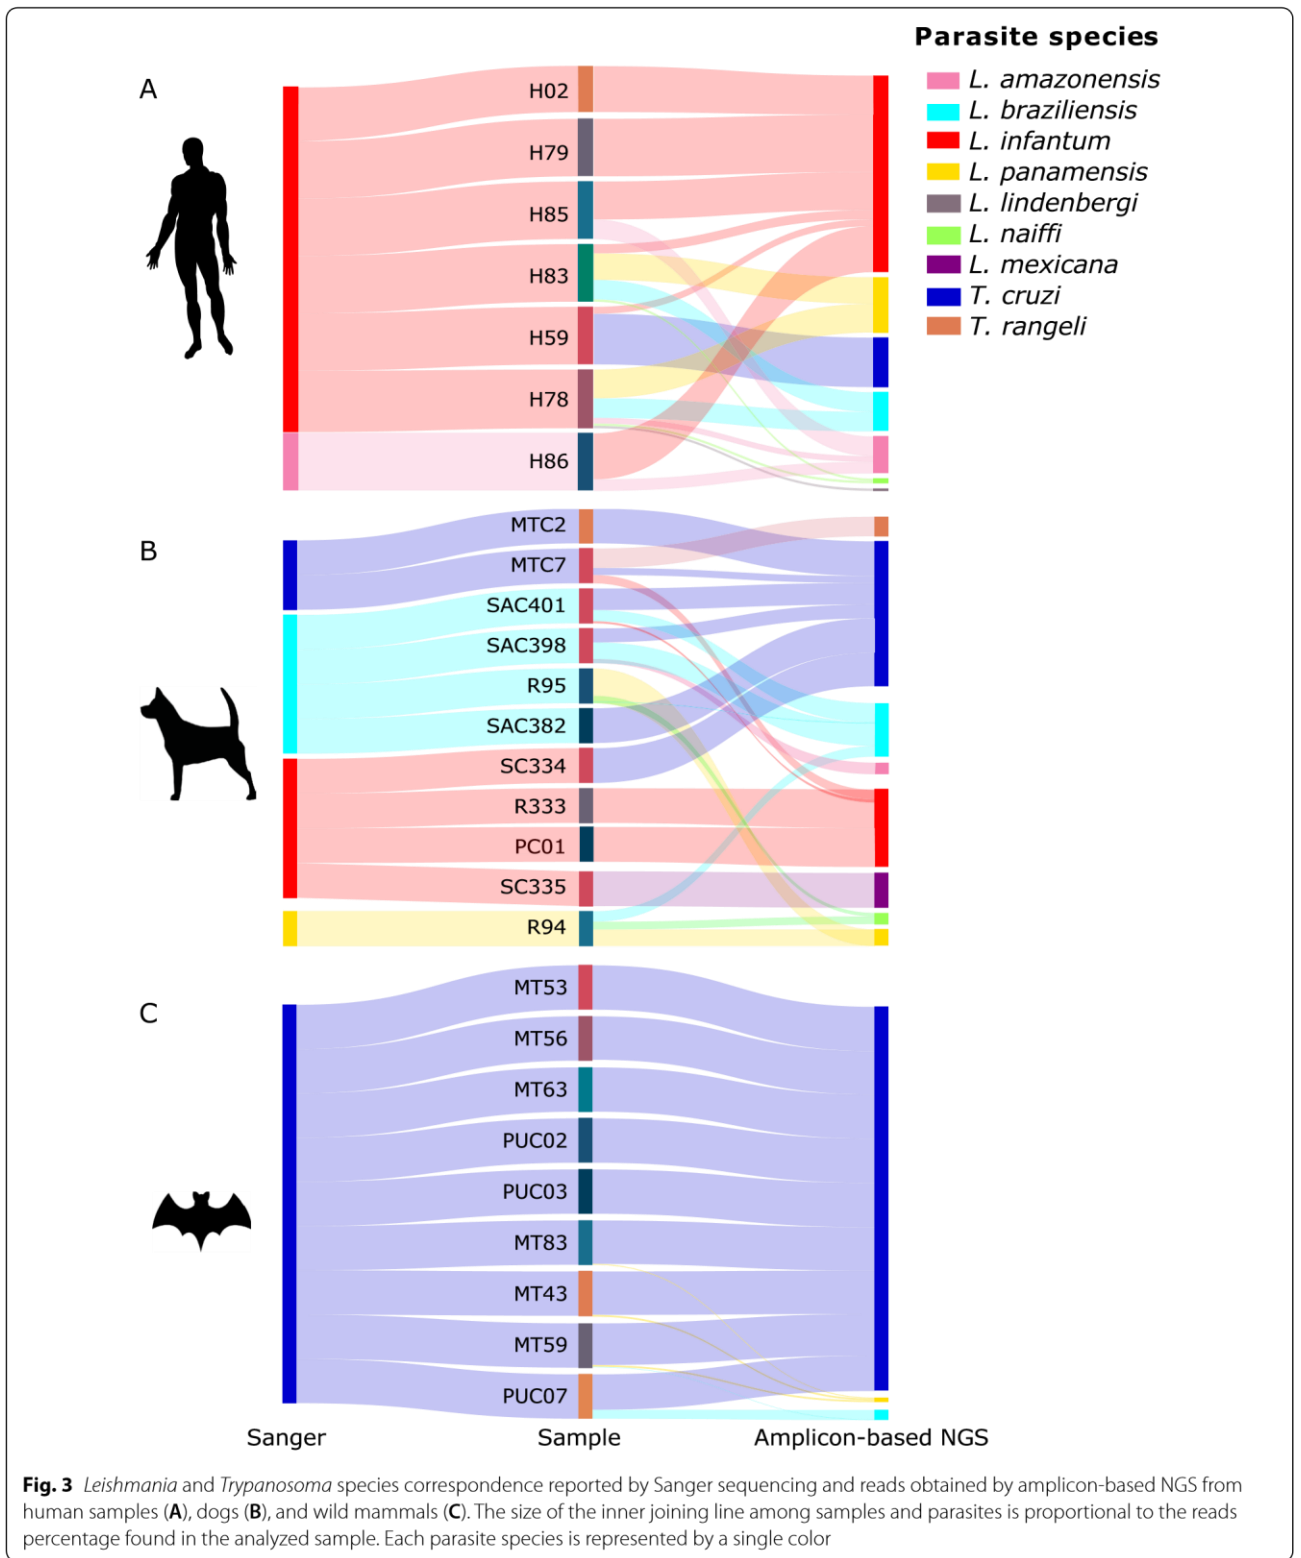 Parasite species
L. amazonensis
L. braziliensis
L. infantum
L. panamensis
L. lindenbergi
L. naiffi
L. mexicana
T. cruzi
T. rangeli
A
H02
H79
H85
H83
H59
H78
H86
B
MTC2
MTC7
SAC401
SAC398
R95
SAC382
SC334
R333
PC01
SC335
R94
C
MT53
MT56
MT63
PUC02
PUC03
MT83
MT43
MT59
PUC07
Sanger Sample Amplicon-based NGS
Fig. 3 Leishmania and Trypanosoma species correspondence reported by Sanger sequencing and reads obtained by amplicon-based NGS from
human samples (A), dogs (B), and wild mammals (C). The size of the inner joining line among samples and parasites is proportional to the reads
percentage found in the analyzed sample. Each parasite species is represented by a single color